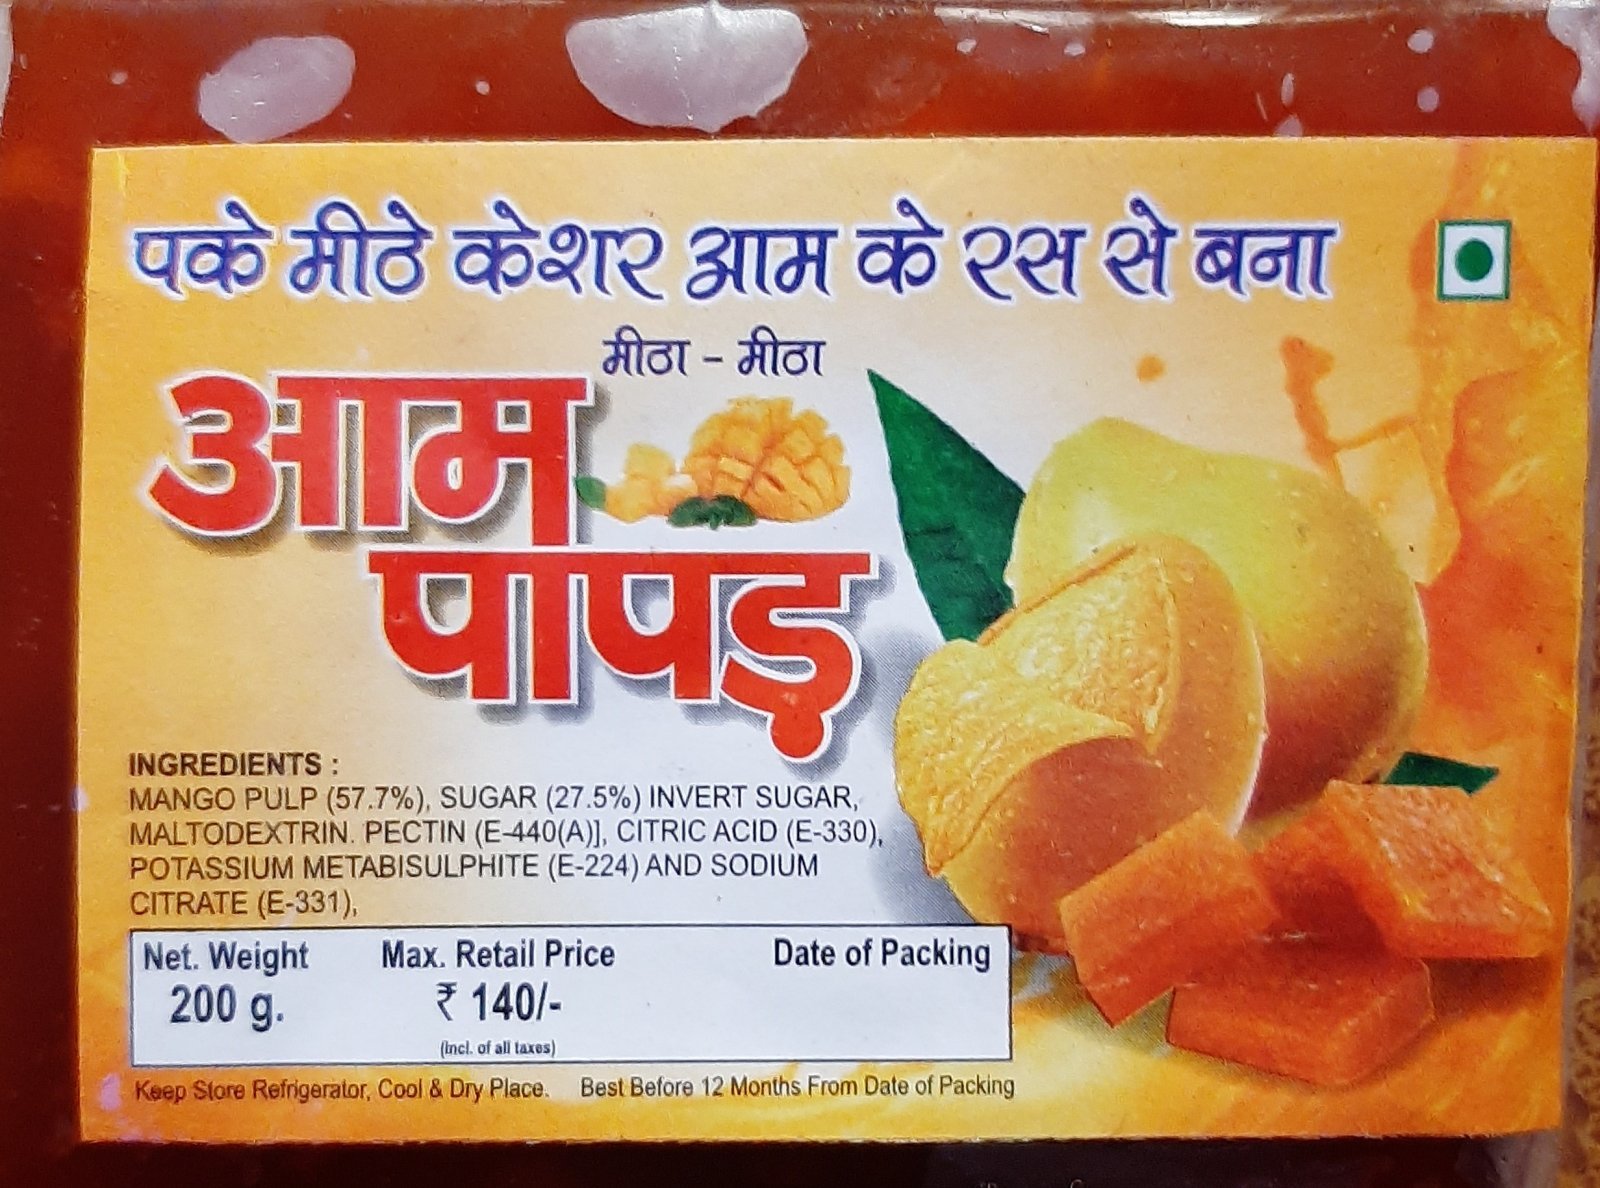 पके मीठे केशर आम के रस से बना
मीठा - मीठा
आम
पापड़
INGREDIENTS :
MANGO PULP (57.7%), SUGAR (27.5%) INVERT SUGAR,
MALTODEXTRIN. PECTIN (E-440(A)], CITRIC ACID (E-330),
POTASSIUM METABISULPHITE (E-224) AND SODIUM
CITRATE (E-331),
Net. Weight Max. Retail Price Date of Packing
200 g. ₹ 140/-
(Incl. of all taxes)
Keep Store Refrigerator, Cool & Dry Place. Best Before 12 Months From Date of Packing